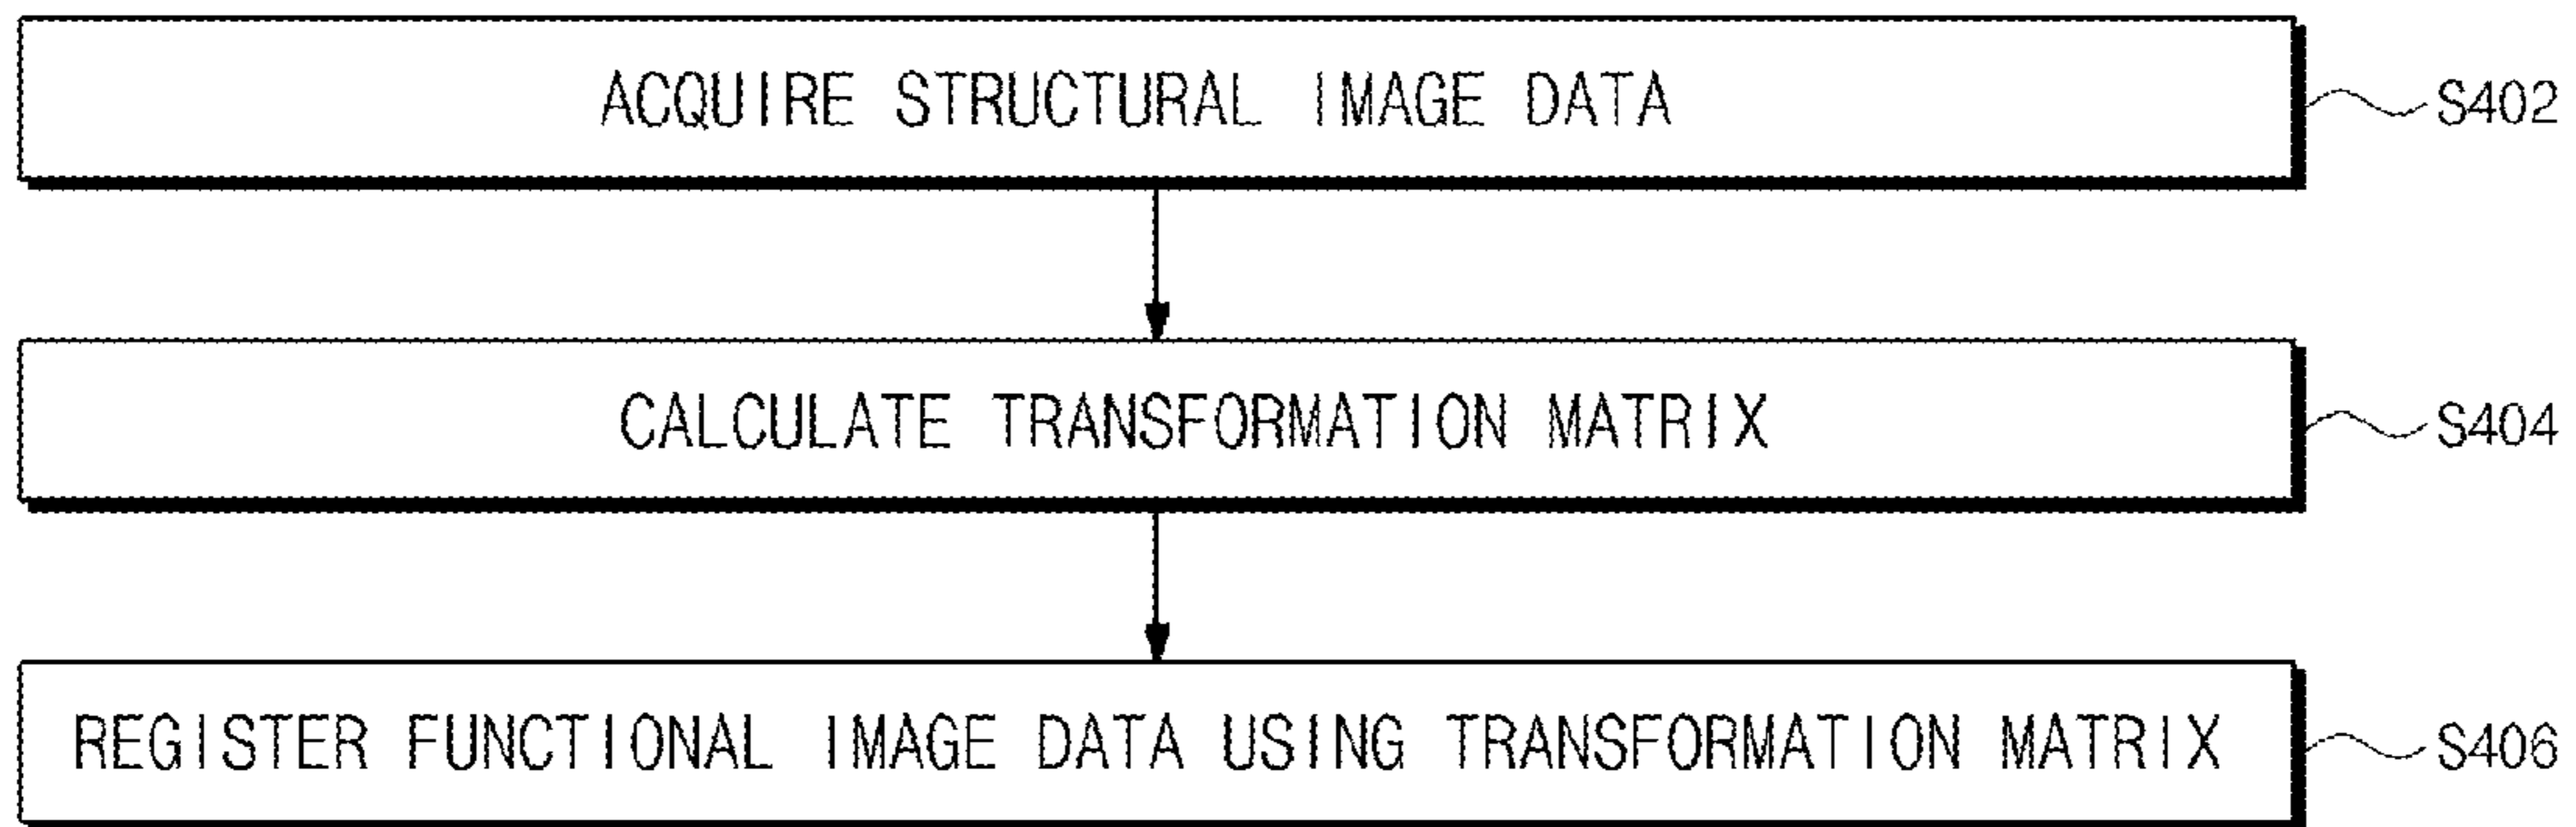 ACQUIRE STRUCTURAL IMAGE DATA
S402
CALCULATE TRANSFORMATION MATRIX
S404
REGISTER FUNCTIONAL IMAGE DATA USING TRANSFORMATION MATRIX
S406